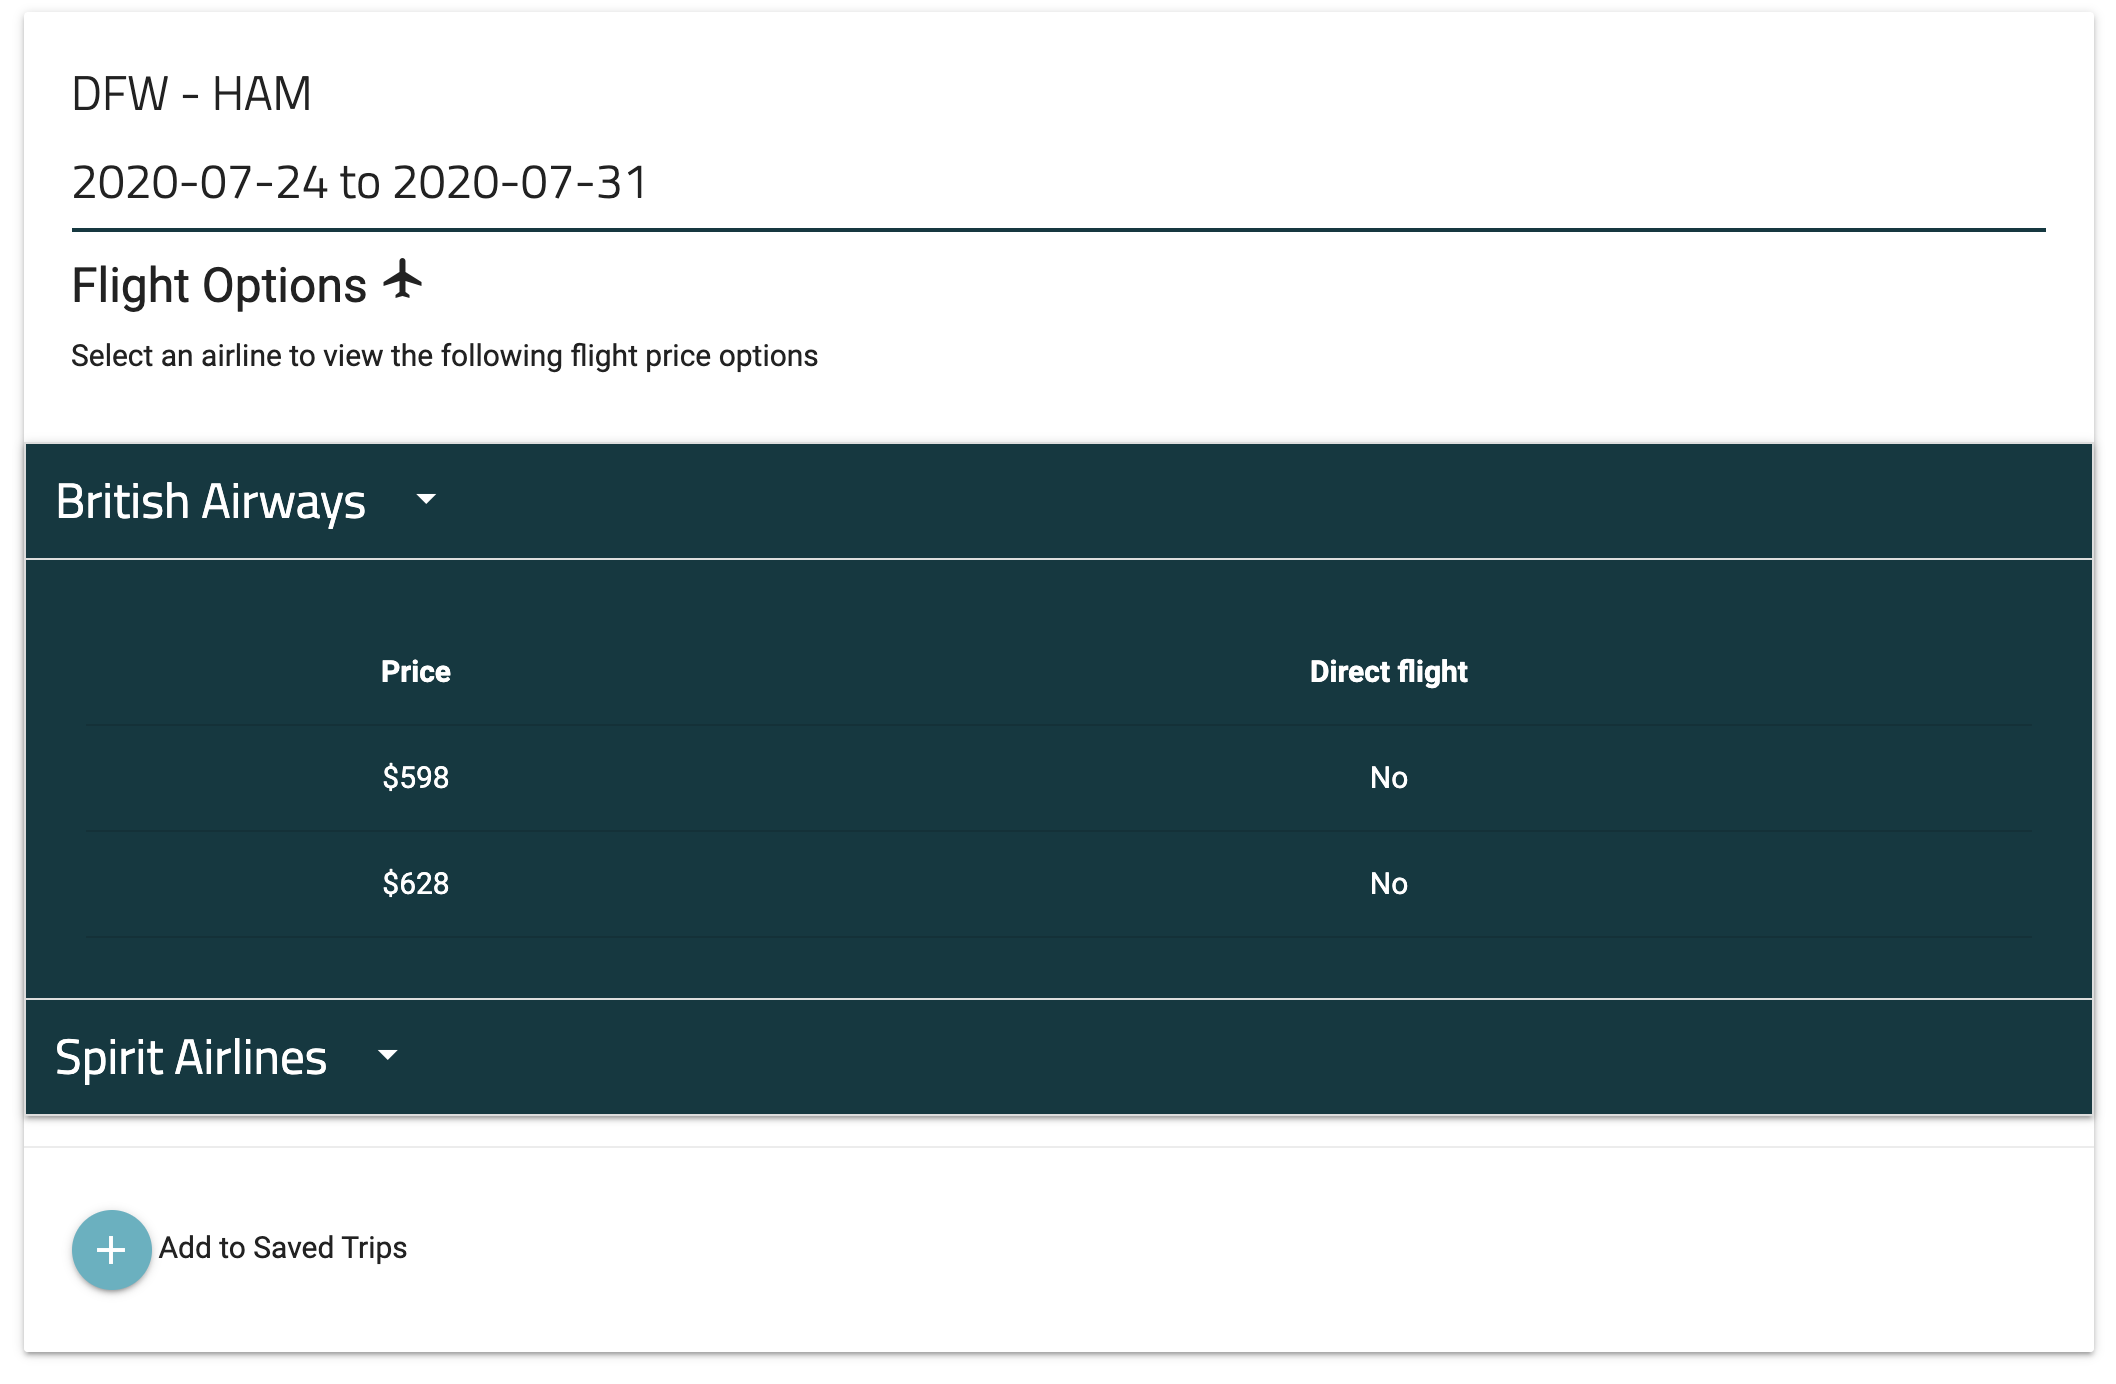 DFW - HAM
2020-07-24 to 2020-07-31
Flight Options
Select an airline to view the following flight price options
British Airways
Price Direct flight
$598 No
$628 No
Spirit Airlines
Add to Saved Trips